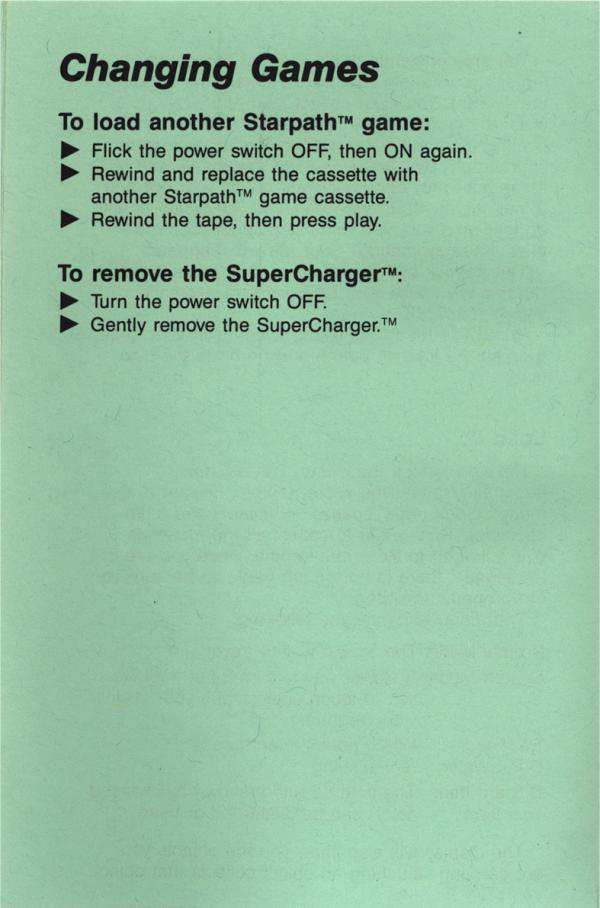 Changing Games
To load another Starpath™ game:
▶ Flick the power switch OFF, then ON again.
▶ Rewind and replace the cassette with
another Starpath™ game cassette.
▶ Rewind the tape, then press play.
To remove the SuperCharger™:
▶ Turn the power switch OFF.
▶ Gently remove the SuperCharger.™